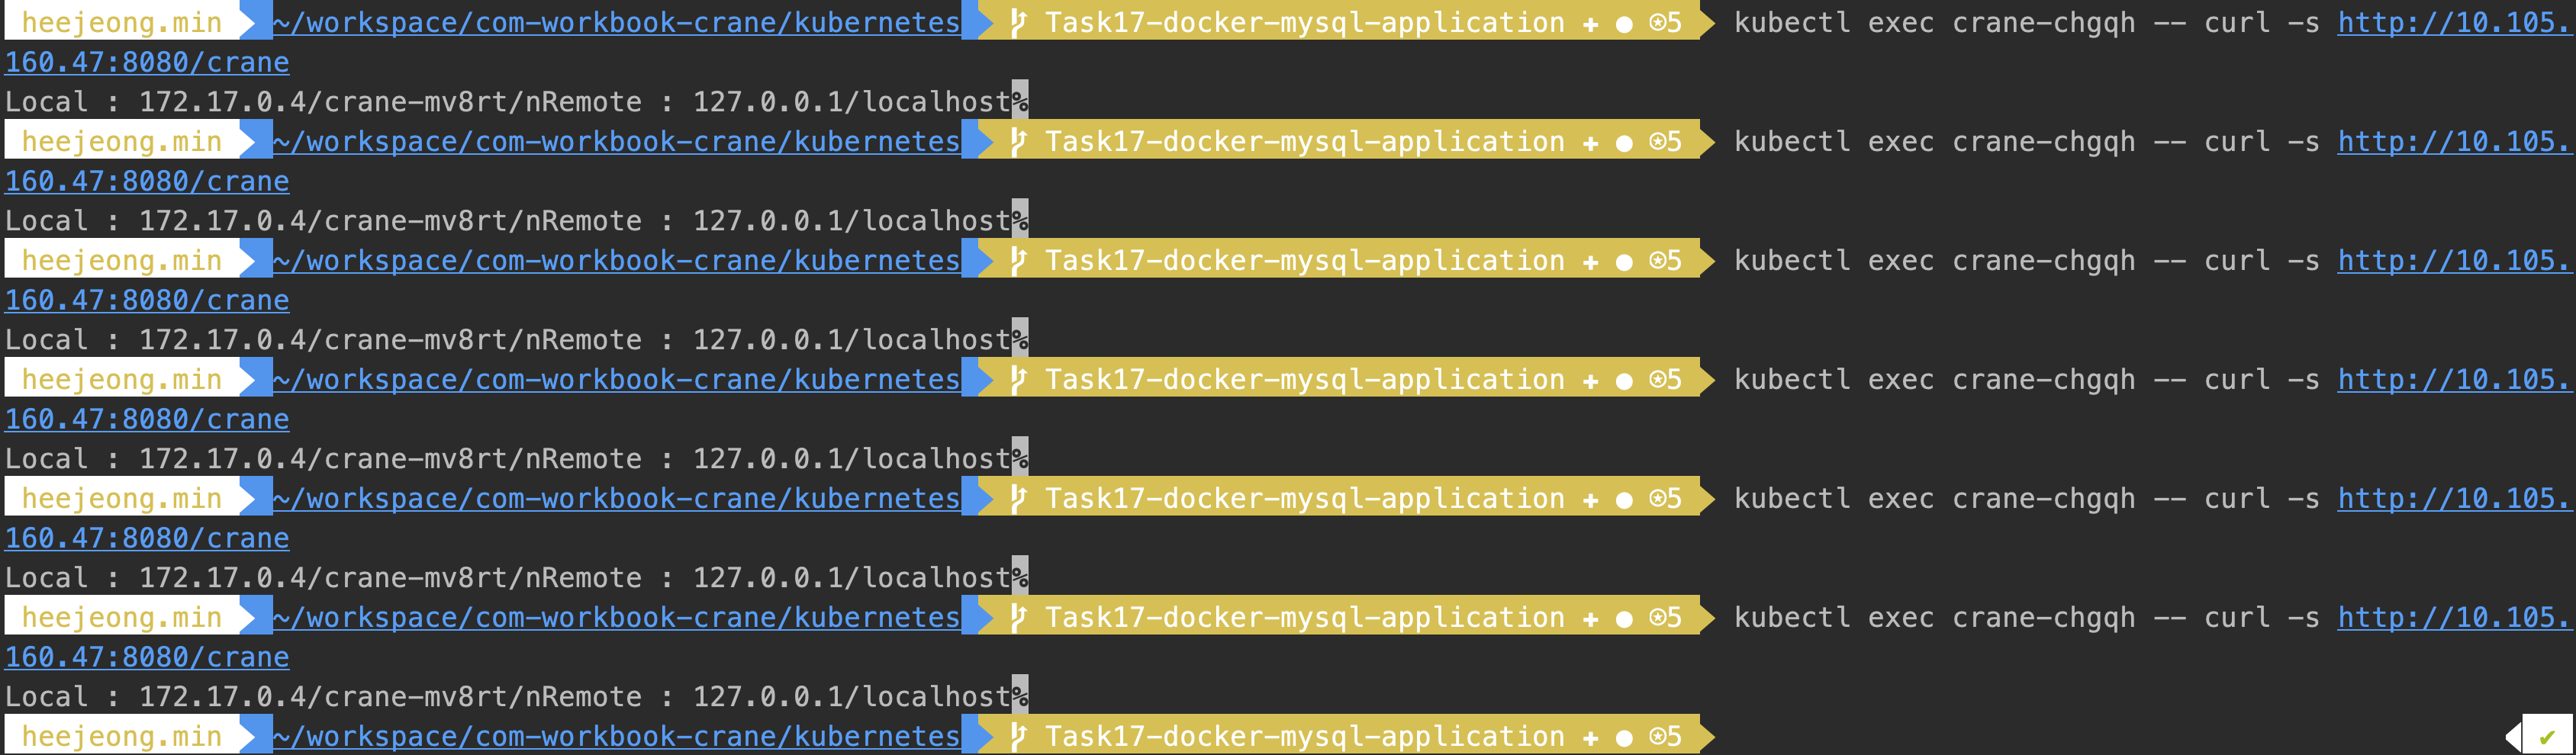 heejeong.min ~/workspace/com-workbook-crane/kubernetes Task17-docker-mysql-application ✚ ● ⍟5 kubectl exec crane-chgqh -- curl -s http://10.105.
160.47:8080/crane
Local : 172.17.0.4/crane-mv8rt/nRemote : 127.0.0.1/localhost%
heejeong.min ~/workspace/com-workbook-crane/kubernetes Task17-docker-mysql-application ✚ ● ⍟5 kubectl exec crane-chgqh -- curl -s http://10.105.
160.47:8080/crane
Local : 172.17.0.4/crane-mv8rt/nRemote : 127.0.0.1/localhost%
heejeong.min ~/workspace/com-workbook-crane/kubernetes Task17-docker-mysql-application ✚ ● ⍟5 kubectl exec crane-chgqh -- curl -s http://10.105.
160.47:8080/crane
Local : 172.17.0.4/crane-mv8rt/nRemote : 127.0.0.1/localhost%
heejeong.min ~/workspace/com-workbook-crane/kubernetes Task17-docker-mysql-application ✚ ● ⍟5 kubectl exec crane-chgqh -- curl -s http://10.105.
160.47:8080/crane
Local : 172.17.0.4/crane-mv8rt/nRemote : 127.0.0.1/localhost%
heejeong.min ~/workspace/com-workbook-crane/kubernetes Task17-docker-mysql-application ✚ ● ⍟5 kubectl exec crane-chgqh -- curl -s http://10.105.
160.47:8080/crane
Local : 172.17.0.4/crane-mv8rt/nRemote : 127.0.0.1/localhost%
heejeong.min ~/workspace/com-workbook-crane/kubernetes Task17-docker-mysql-application ✚ ● ⍟5 kubectl exec crane-chgqh -- curl -s http://10.105.
160.47:8080/crane
Local : 172.17.0.4/crane-mv8rt/nRemote : 127.0.0.1/localhost%
heejeong.min ~/workspace/com-workbook-crane/kubernetes Task17-docker-mysql-application ✚ ● ⍟5 ✔